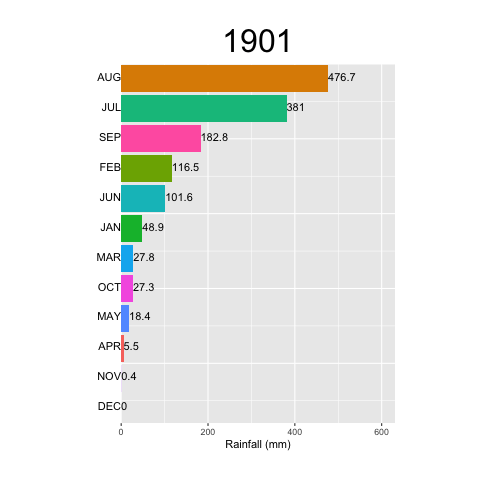 1901
AUG 476.7
JUL 381
SEP 182.8
FEB 116.5
JUN 101.6
JAN 48.9
MAR 27.8
OCT 27.3
MAY 18.4
APR 5.5
NOV 0.4
DEC 0
0 200 400 600
Rainfall (mm)